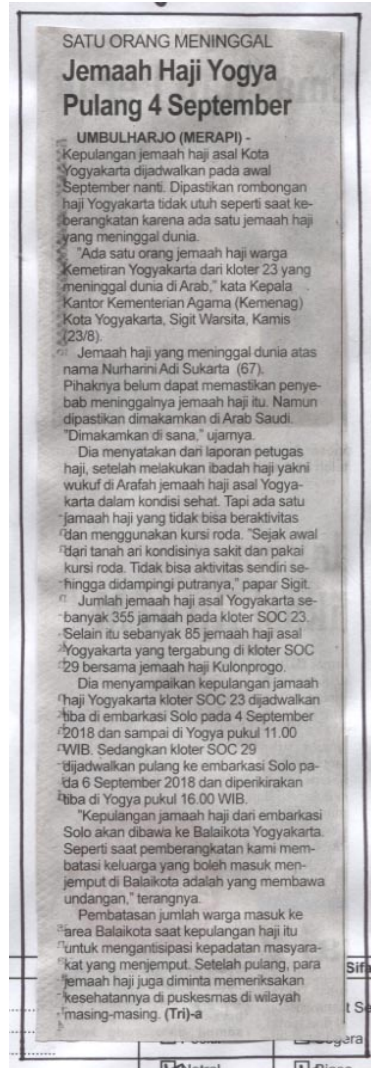 SATU ORANG MENINGGAL
Jemaah Haji Yogya
Pulang 4 September
UMBULHARJO (MERAPI) -
Kepulangan jemaah haji asal Kota
Yogyakarta dijadwalkan pada awal
September nanti. Dipastikan rombongan
haji Yogyakarta tidak utuh seperti saat ke-
berangkatan karena ada satu jemaah haji
yang meninggal dunia.
"Ada satu orang jemaah haji warga
Kemetiran Yogyakarta dari kloter 23 yang
meninggal dunia di Arab," kata Kepala
Kantor Kementerian Agama (Kemenag)
Kota Yogyakarta, Sigit Warsita, Kamis
(23/8).
Jemaah haji yang meninggal dunia atas
nama Nurharini Adi Sukarta (67).
Pihaknya belum dapat memastikan penye-
bab meninggalnya jemaah haji itu. Namun
dipastikan dimakamkan di Arab Saudi.
"Dimakamkan di sana," ujarnya.
Dia menyatakan dari laporan petugas
haji, setelah melakukan ibadah haji yakni
wukuf di Arafah jemaah haji asal Yogya-
karta dalam kondisi sehat. Tapi ada satu
jamaah haji yang tidak bisa beraktivitas
dan menggunakan kursi roda. "Sejak awal
dari tanah ari kondisinya sakit dan pakai
kursi roda. Tidak bisa aktivitas sendiri se-
hingga didampingi putranya," papar Sigit.
Jumlah jemaah haji asal Yogyakarta se-
banyak 355 jamaah pada kloter SOC 23.
Selain itu sebanyak 85 jemaah haji asal
Yogyakarta yang tergabung di kloter SOC
29 bersama jemaah haji Kulonprogo.
Dia menyampaikan kepulangan jamaah
haji Yogyakarta kloter SOC 23 dijadwalkan
tiba di embarkasi Solo pada 4 September
2018 dan sampai di Yogya pukul 11.00
WIB. Sedangkan kloter SOC 29
dijadwalkan pulang ke embarkasi Solo pa-
da 6 September 2018 dan diperikirakan
tiba di Yogya pukul 16.00 WIB.
"Kepulangan jamaah haji dari embarkasi
Solo akan dibawa ke Balaikota Yogyakarta.
Seperti saat pemberangkatan kami mem-
batasi keluarga yang boleh masuk men-
jemput di Balaikota adalah yang membawa
undangan," terangnya.
Pembatasan jumlah warga masuk ke
area Balaikota saat kepulangan haji itu
untuk mengantisipasi kepadatan masyara-
kat yang menjemput. Setelah pulang, para
jemaah haji juga diminta memeriksakan
kesehatannya di puskesmas di wilayah
masing-masing. (Tri)-a